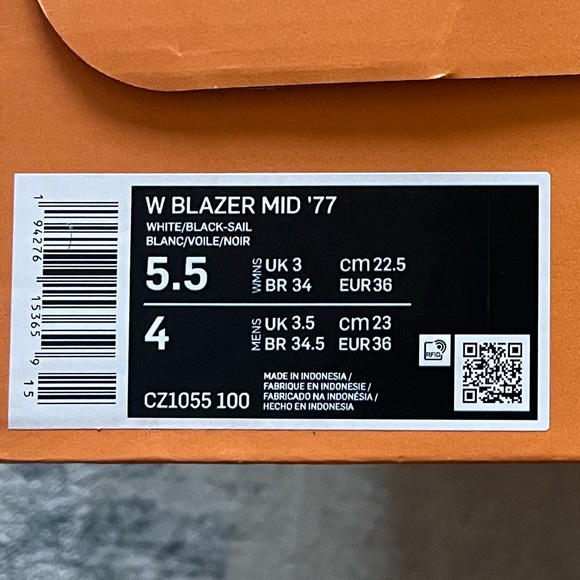 W BLAZER MID '77
WHITE/BLACK-SAIL
BLANC/VOILE/NOIR
5.5 WMNS UK 3 cm 22.5
BR 34 EUR 36
4 MENS UK 3.5 cm 23
BR 34.5 EUR 36
CZ1055 100
MADE IN INDONESIA /
FABRIQUE EN INDONESIE /
FABRICADO NA INDONÉSIA /
HECHO EN INDONESIA
RFID
1 94276 15365 9 15